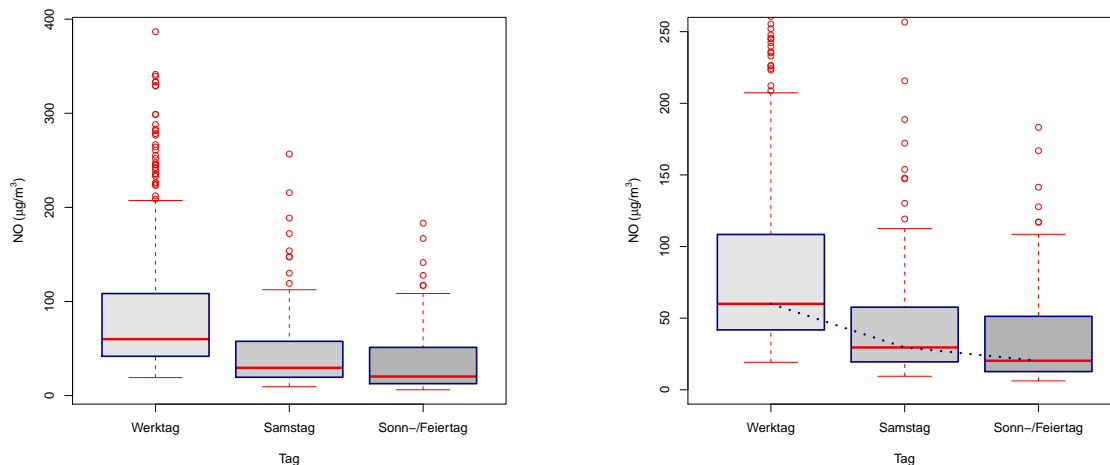 400
300
200
100
0
NO (µg/m³)
Werktag
Samstag
Sonn−/Feiertag
Tag
250
200
150
100
50
0
NO (µg/m³)
Werktag
Samstag
Sonn−/Feiertag
Tag